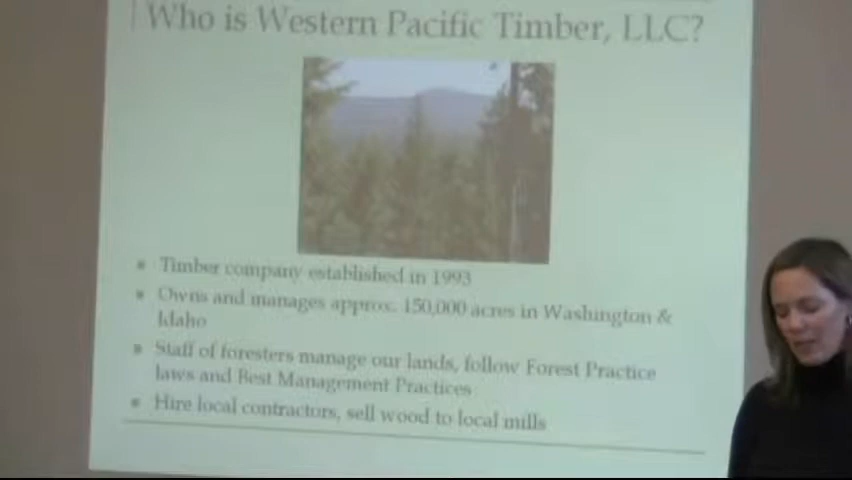 Who is Western Pacific Timber, LLC?
Timber company established in 1993
Owns and manages approx. 150,000 acres in Washington &
Idaho
Staff of foresters manage our lands, follow Forest Practice
laws and Best Management Practices
Hire local contractors, sell wood to local mills